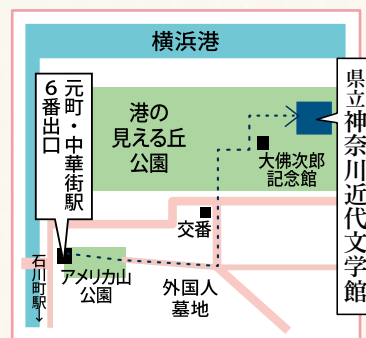 横浜港
元町・中華街駅
6番出口
港の
見える丘
公園
県立神奈川近代文学館
大佛次郎
記念館
交番
石川町駅→
アメリカ山
公園
外国人
墓地